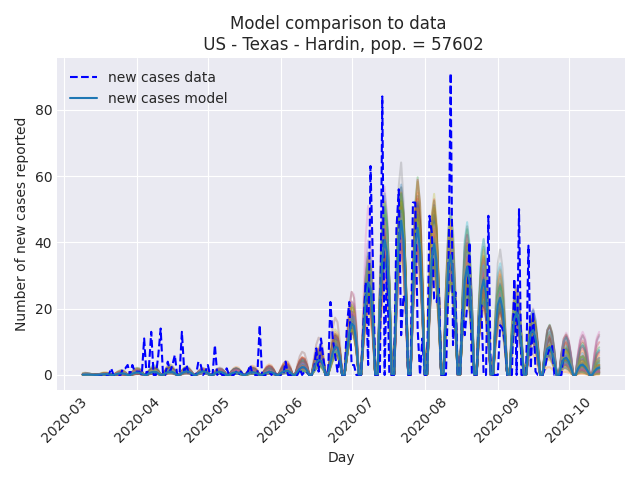 Model comparison to data
US - Texas - Hardin, pop. = 57602
new cases data
new cases model
Number of new cases reported
80
60
40
20
0
2020-03
2020-04
2020-05
2020-06
2020-07
2020-08
2020-09
2020-10
Day